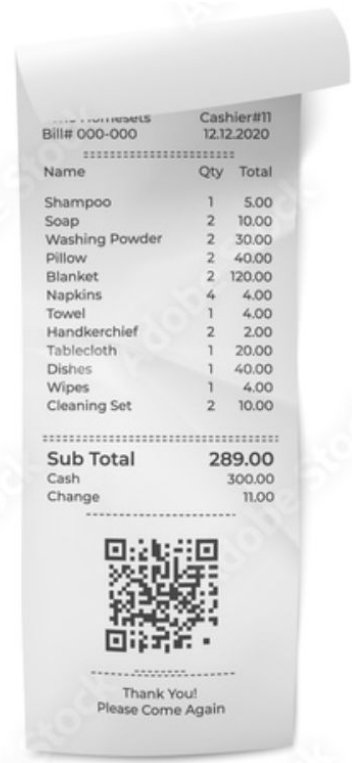 Homesets Cashier#11
Bill# 000-000 12.12.2020
Name Qty Total
Shampoo 1 5.00
Soap 2 10.00
Washing Powder 2 30.00
Pillow 2 40.00
Blanket 2 120.00
Napkins 4 4.00
Towel 1 4.00
Handkerchief 2 2.00
Tablecloth 1 20.00
Dishes 1 40.00
Wipes 1 4.00
Cleaning Set 2 10.00
Sub Total 289.00
Cash 300.00
Change 11.00
Thank You!
Please Come Again
Adobe Stock